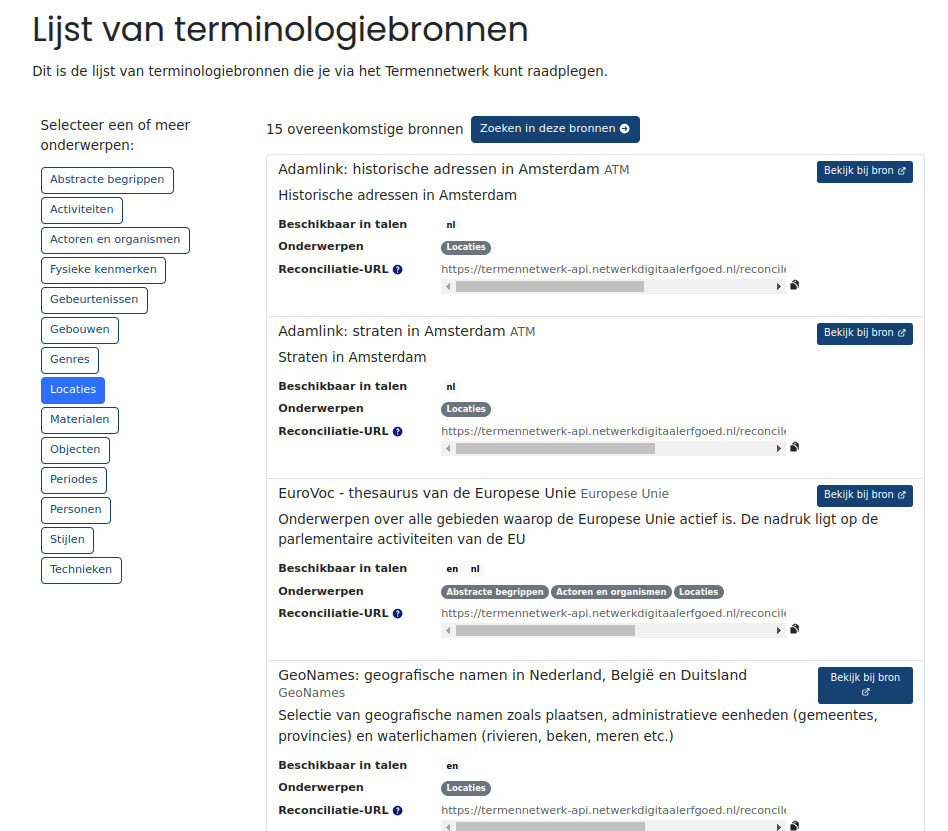 Lijst van terminologiebronnen
Dit is de lijst van terminologiebronnen die je via het Termennetwerk kunt raadplegen.
Selecteer een of meer
onderwerpen:
Abstracte begrippen
Activiteiten
Actoren en organismen
Fysieke kenmerken
Gebeurtenissen
Gebouwen
Genres
Locaties
Materialen
Objecten
Periodes
Personen
Stijlen
Technieken
15 overeenkomstige bronnen Zoeken in deze bronnen
Adamlink: historische adressen in Amsterdam ATM Bekijk bij bron
Historische adressen in Amsterdam
Beschikbaar in talen nl
Onderwerpen Locaties
Reconciliatie-URL ? https://termennetwerk-api.netwerkdigitaalerfgoed.nl/reconcile
Adamlink: straten in Amsterdam ATM Bekijk bij bron
Straten in Amsterdam
Beschikbaar in talen nl
Onderwerpen Locaties
Reconciliatie-URL ? https://termennetwerk-api.netwerkdigitaalerfgoed.nl/reconcile
EuroVoc - thesaurus van de Europese Unie Europese Unie Bekijk bij bron
Onderwerpen over alle gebieden waarop de Europese Unie actief is. De nadruk ligt op de
parlementaire activiteiten van de EU
Beschikbaar in talen en nl
Onderwerpen Abstracte begrippen Actoren en organismen Locaties
Reconciliatie-URL ? https://termennetwerk-api.netwerkdigitaalerfgoed.nl/reconcile
GeoNames: geografische namen in Nederland, België en Duitsland Bekijk bij bron
GeoNames
Selectie van geografische namen zoals plaatsen, administratieve eenheden (gemeentes,
provincies) en waterlichamen (rivieren, beken, meren etc.)
Beschikbaar in talen en
Onderwerpen Locaties
Reconciliatie-URL ? https://termennetwerk-api.netwerkdigitaalerfgoed.nl/reconcile